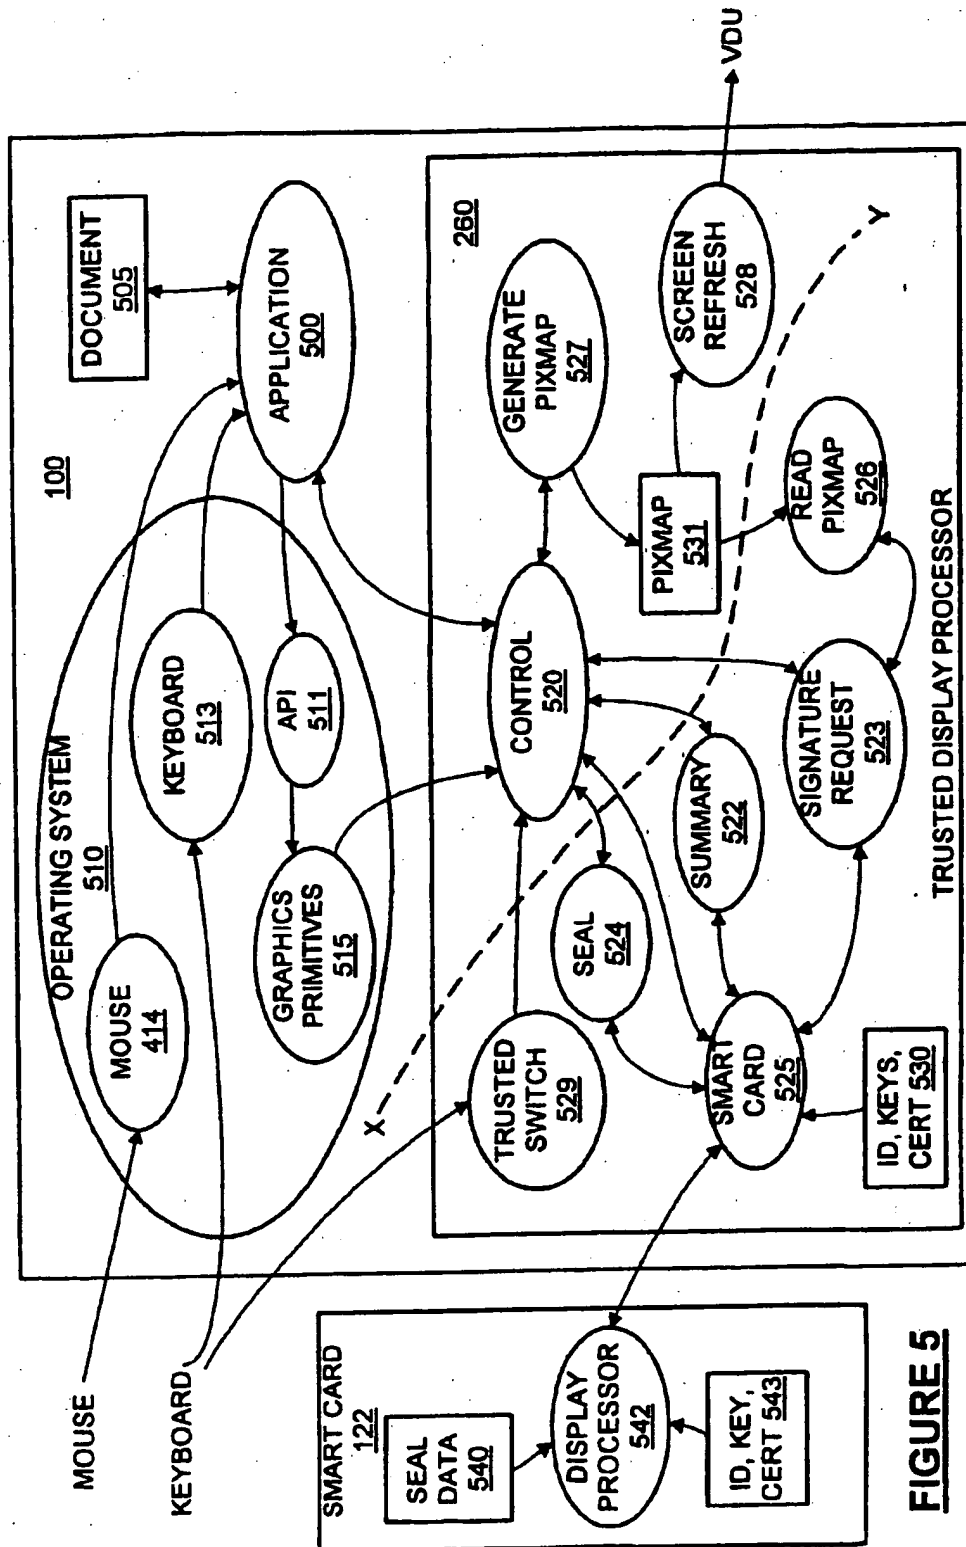 MOUSE
KEYBOARD
SMART CARD
122
SEAL
DATA
540
DISPLAY
PROCESSOR
542
ID, KEY,
CERT 543
100
OPERATING SYSTEM
510
MOUSE
414
KEYBOARD
513
API
511
GRAPHICS
PRIMITIVES
515
DOCUMENT
505
APPLICATION
500
X
260
TRUSTED
SWITCH
529
CONTROL
520
GENERATE
PIXMAP
527
SEAL
524
PIXMAP
531
SCREEN
REFRESH
528
VDU
SMART
CARD
525
SUMMARY
522
Y
SIGNATURE
REQUEST
523
READ
PIXMAP
526
ID, KEYS,
CERT 530
TRUSTED DISPLAY PROCESSOR
FIGURE 5